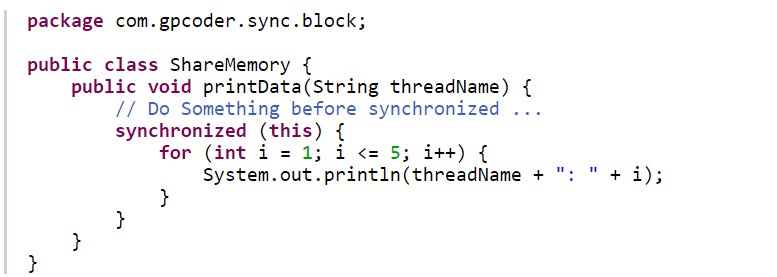 package com.gpcoder.sync.block;
public class ShareMemory {
public void printData(String threadName) {
// Do Something before synchronized ...
synchronized (this) {
for (int i = 1; i <= 5; i++) {
System.out.println(threadName + ": " + i);
}
}
}
}